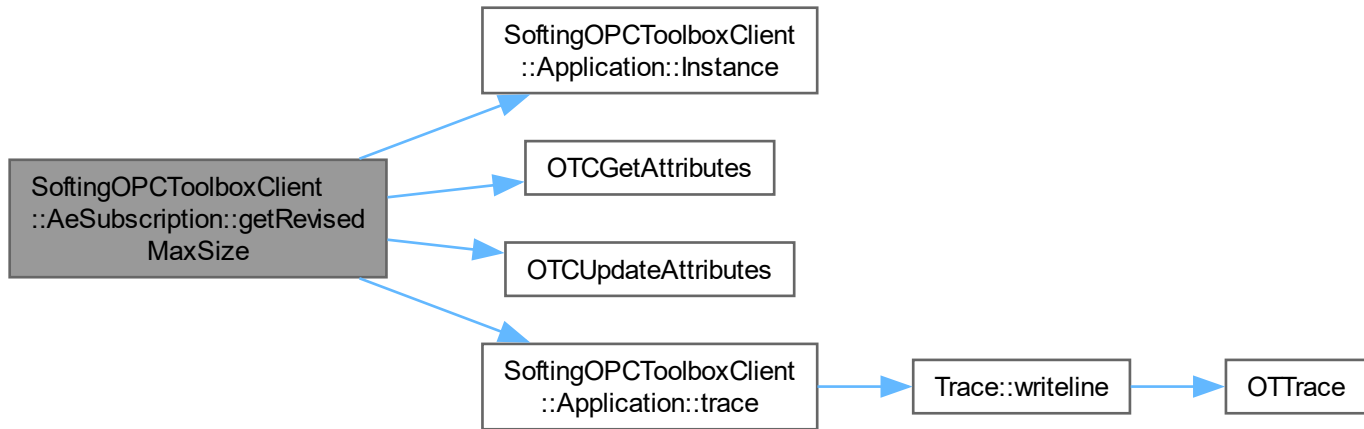 SoftingOPCToolboxClient
::AeSubscription::getRevised
MaxSize
SoftingOPCToolboxClient
::Application::Instance
OTCGetAttributes
OTCUpdateAttributes
SoftingOPCToolboxClient
::Application::trace
Trace::writeline
OTTrace